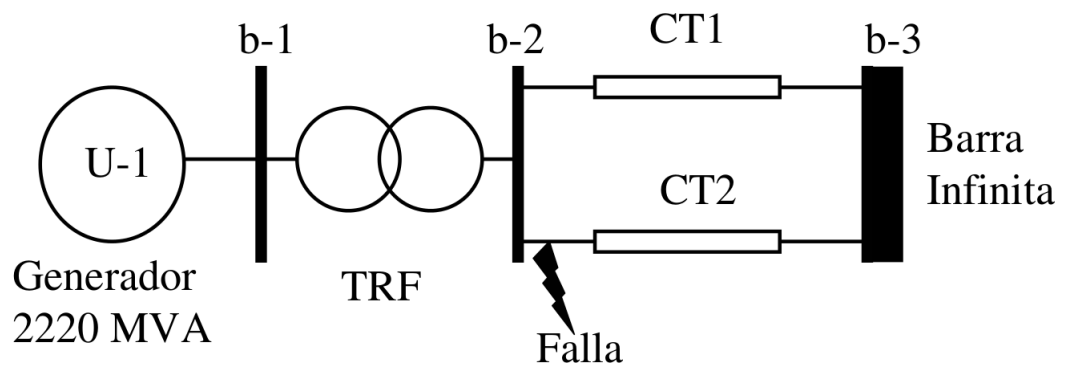 b-1
b-2
CT1
b-3
U-1
Barra
Infinita
CT2
Generador
2220 MVA
TRF
Falla